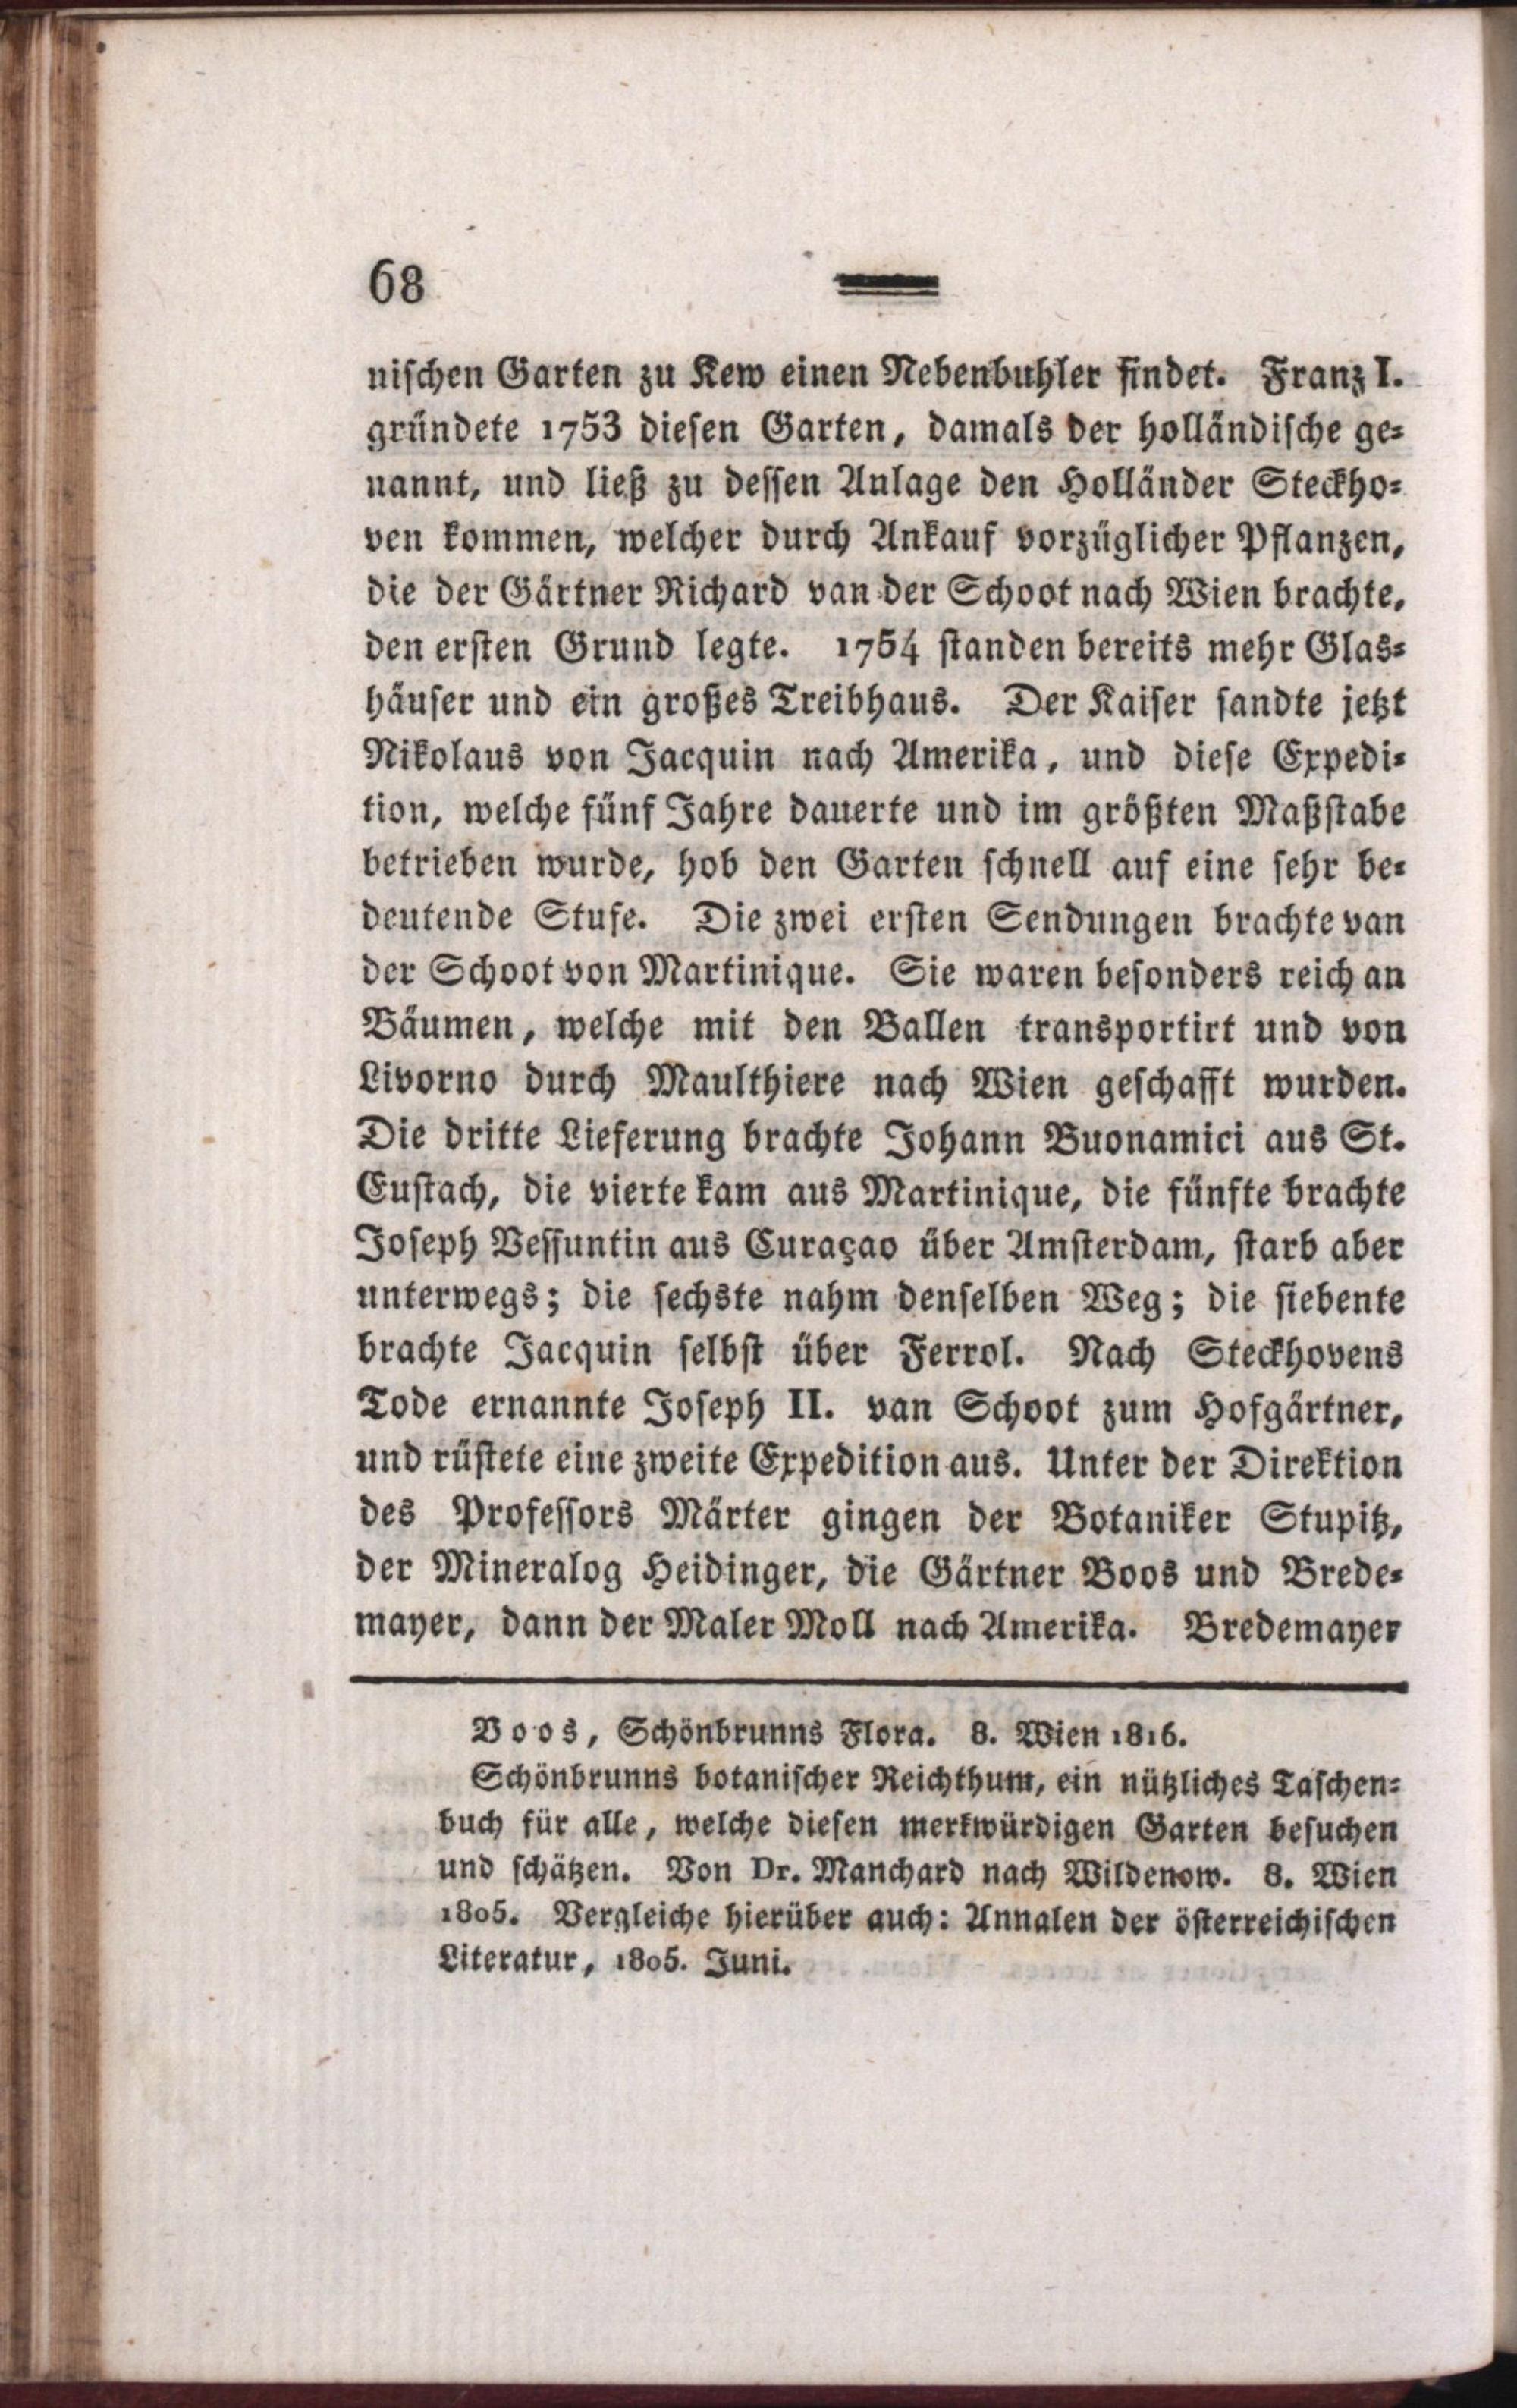 68
nischen Garten zu Kew einen Nebenbuhler findet. Franz I.
gründete 1753 diesen Garten, damals der holländische ge-
nannt, und ließ zu dessen Anlage den Holländer Steckho-
ven kommen, welcher durch Ankauf vorzüglicher Pflanzen,
die der Gärtner Richard van der Schoot nach Wien brachte,
den ersten Grund legte. 1754 standen bereits mehr Glas-
häuser und ein großes Treibhaus. Der Kaiser sandte jetzt
Nikolaus von Jacquin nach Amerika, und diese Expedi-
tion, welche fünf Jahre dauerte und im größten Maßstabe
betrieben wurde, hob den Garten schnell auf eine sehr be-
deutende Stufe. Die zwei ersten Sendungen brachte van
der Schoot von Martinique. Sie waren besonders reich an
Bäumen, welche mit den Ballen transportirt und von
Livorno durch Maulthiere nach Wien geschafft wurden.
Die dritte Lieferung brachte Johann Buonamici aus St.
Eustach, die vierte kam aus Martinique, die fünfte brachte
Joseph Vessuntin aus Curaçao über Amsterdam, starb aber
unterwegs; die sechste nahm denselben Weg; die siebente
brachte Jacquin selbst über Ferrol. Nach Steckhovens
Tode ernannte Joseph II. van Schoot zum Hofgärtner,
und rüstete eine zweite Expedition aus. Unter der Direktion
des Professors Märter gingen der Botaniker Stupitz,
der Mineralog Heidinger, die Gärtner Boos und Brede-
mayer, dann der Maler Moll nach Amerika. Bredemayer
Boos, Schönbrunns Flora. 8. Wien 1816.
Schönbrunns botanischer Reichthum, ein nützliches Taschen-
buch für alle, welche diesen merkwürdigen Garten besuchen
und schätzen. Von Dr. Manchard nach Wildenow. 8. Wien
1805. Vergleiche hierüber auch: Annalen der österreichischen
Literatur, 1805. Juni.